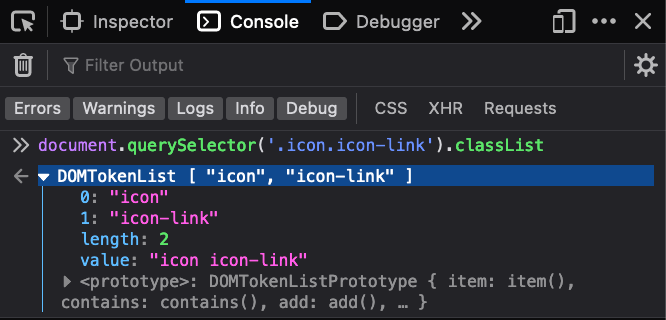 Inspector Console Debugger
Filter Output
Errors Warnings Logs Info Debug CSS XHR Requests
document.querySelector('.icon.icon-link').classList
DOMTokenList [ "icon", "icon-link" ]
0: "icon"
1: "icon-link"
length: 2
value: "icon icon-link"
<prototype>: DOMTokenListPrototype { item: item(),
contains: contains(), add: add(), … }